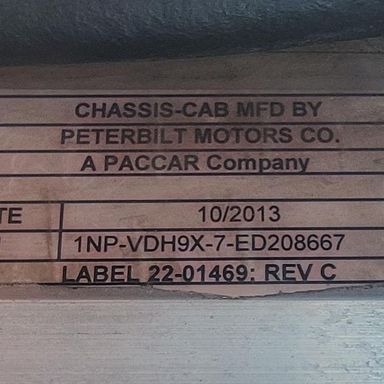 CHASSIS-CAB MFD BY
PETERBILT MOTORS CO.
A PACCAR Company
TE 10/2013
1NP-VDH9X-7-ED208667
LABEL 22-01469: REV C